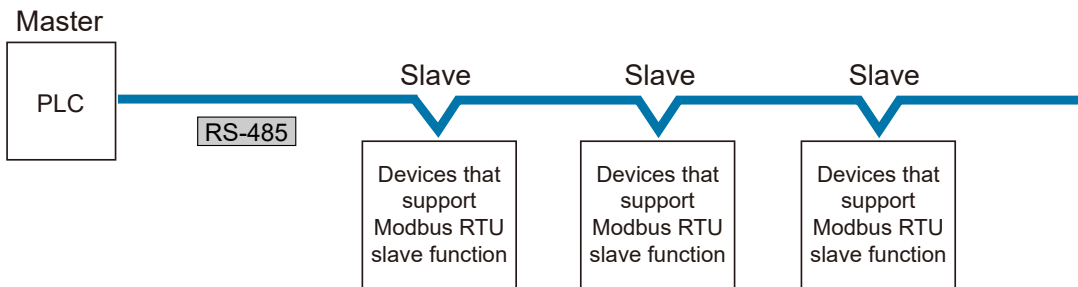 Master
PLC
RS-485
Slave
Devices that
support
Modbus RTU
slave function
Slave
Devices that
support
Modbus RTU
slave function
Slave
Devices that
support
Modbus RTU
slave function